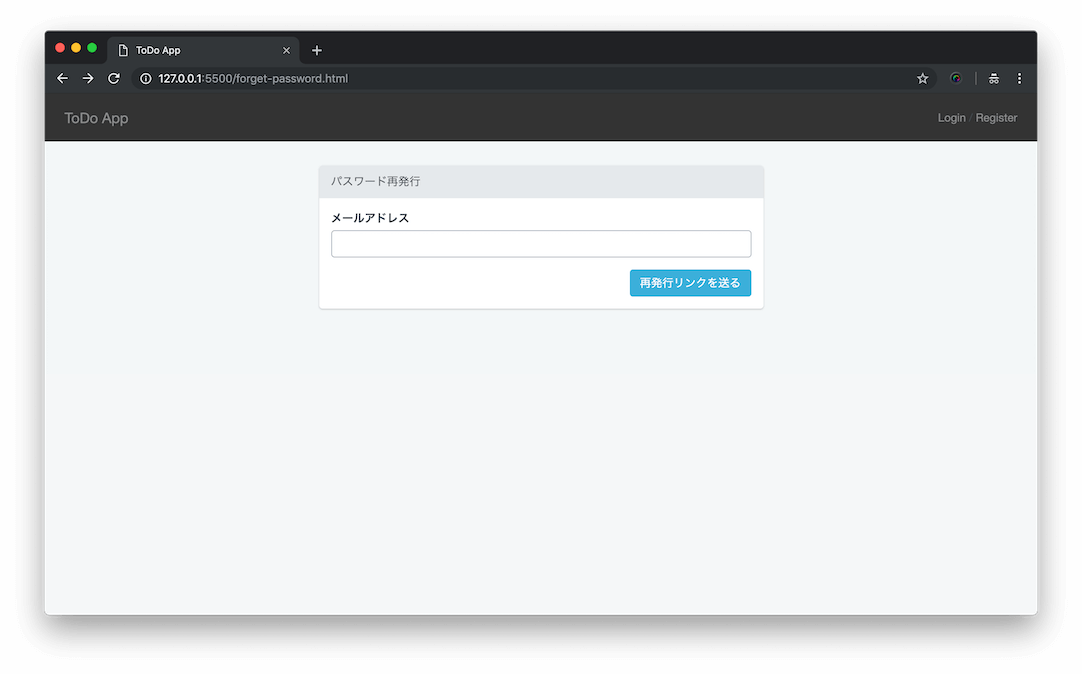 ToDo App
127.0.0.1:5500/forget-password.html
ToDo App
Login / Register
パスワード再発行
メールアドレス
再発行リンクを送る